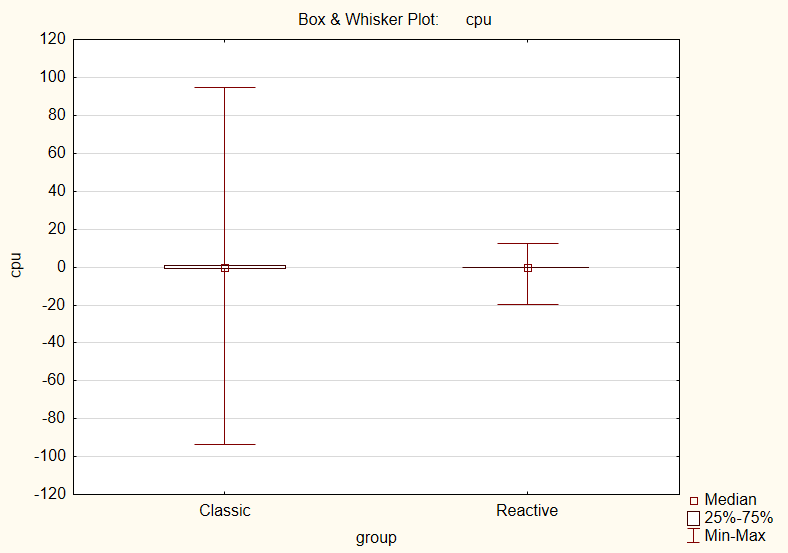 Box & Whisker Plot: cpu
120
100
80
60
40
20
0
-20
-40
-60
-80
-100
-120
cpu
Classic
Reactive
group
Median
25%-75%
Min-Max